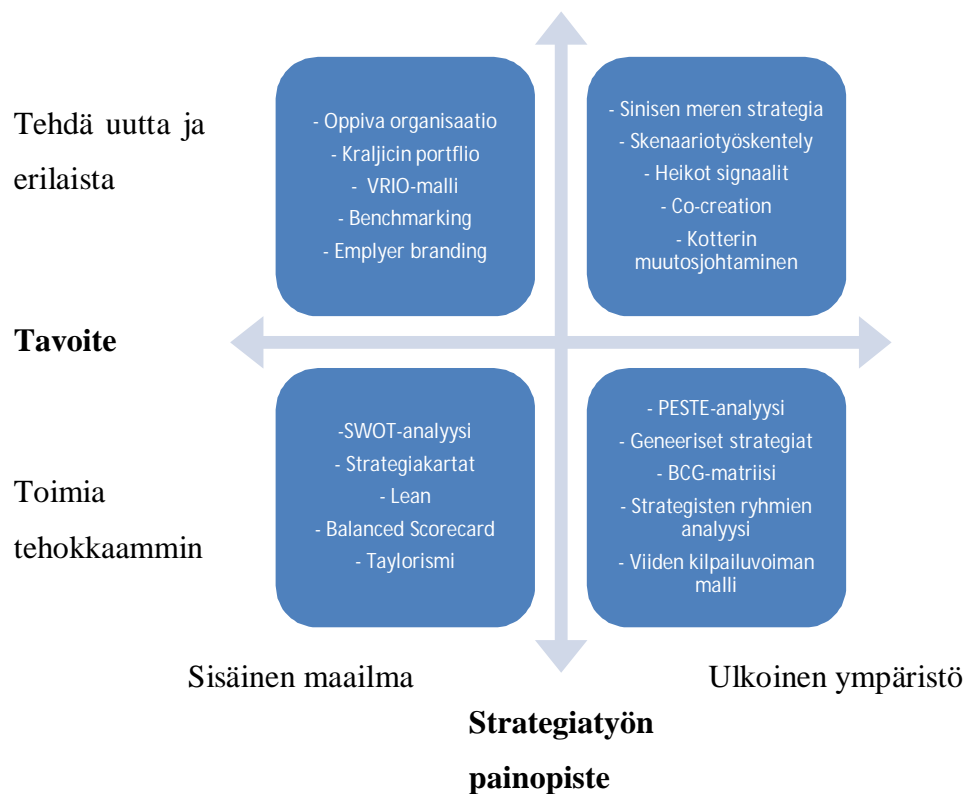 Tehdä uutta ja
erilaista
- Oppiva organisaatio
- Kraljicin portflio
- VRIO-malli
- Benchmarking
- Emplyer branding
- Sinisen meren strategia
- Skenaariotyöskentely
- Heikot signaalit
- Co-creation
- Kotterin
muutosjohtaminen
Tavoite
Toimia
tehokkaammin
-SWOT-analyysi
- Strategiakartat
- Lean
- Balanced Scorecard
- Taylorismi
- PESTE-analyysi
- Geneeriset strategiat
- BCG-matriisi
- Strategisten ryhmien
analyysi
- Viiden kilpailuvoiman
malli
Sisäinen maailma
Ulkoinen ympäristö
Strategiatyön
painopiste